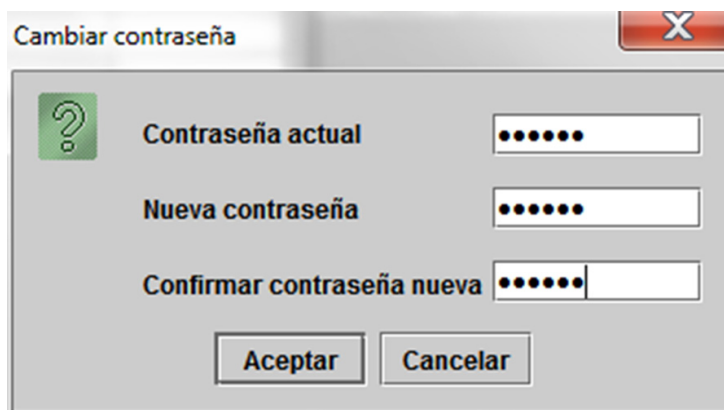 Cambiar contraseña
Contraseña actual ••••••
Nueva contraseña ••••••
Confirmar contraseña nueva ••••••
Aceptar Cancelar